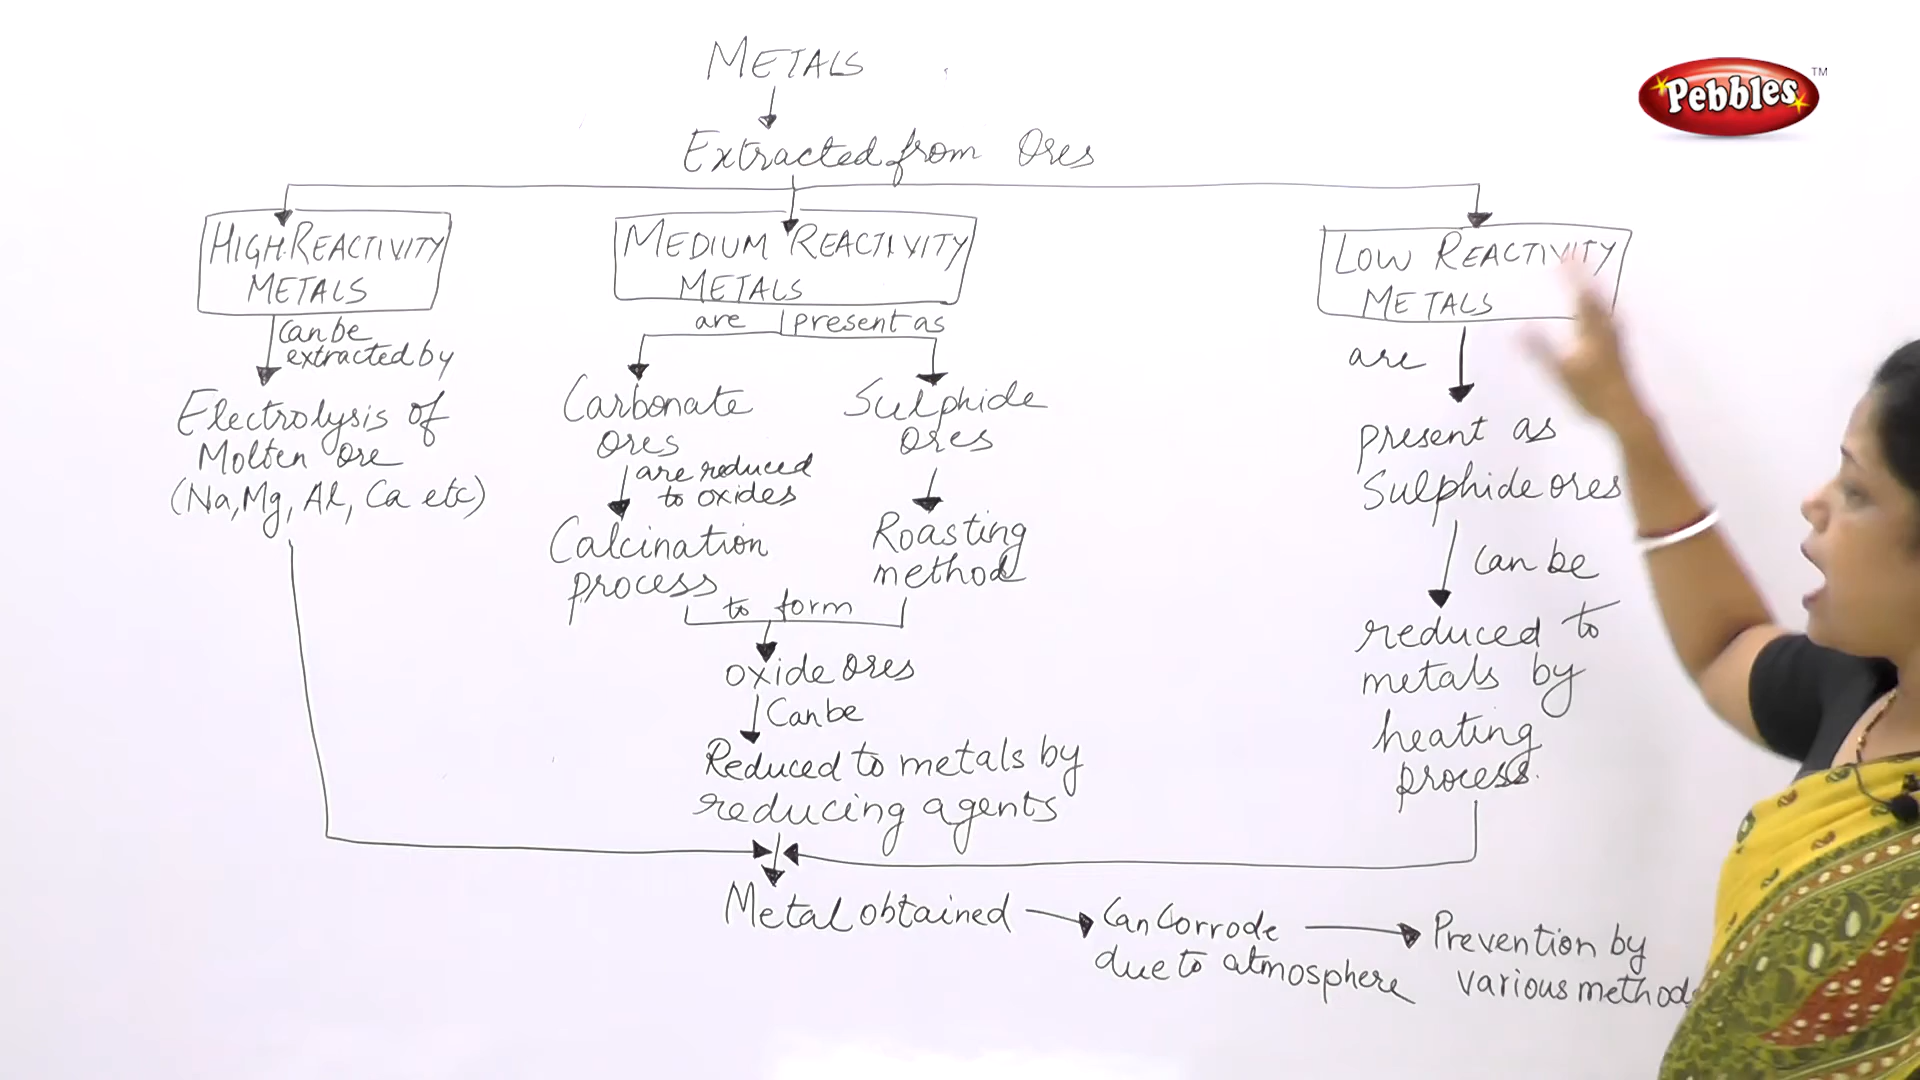 METALS
Extracted from Ores
HIGH REACTIVITY
METALS
can be
extracted by
Electrolysis of
Molten ore
(Na, Mg, Al, Ca etc)
MEDIUM REACTIVITY
METALS
are present as
Carbonate
ores
are reduced
to oxides
Calcination
process
Sulphide
ores
Roasting
method
to form
oxide ores
Can be
Reduced to metals by
reducing agents
LOW REACTIVITY
METALS
are
present as
Sulphide ores
can be
reduced to
metals by
heating
process.
Metal obtained
Can Corrode
due to atmosphere
Prevention by
various method
Pebbles
TM